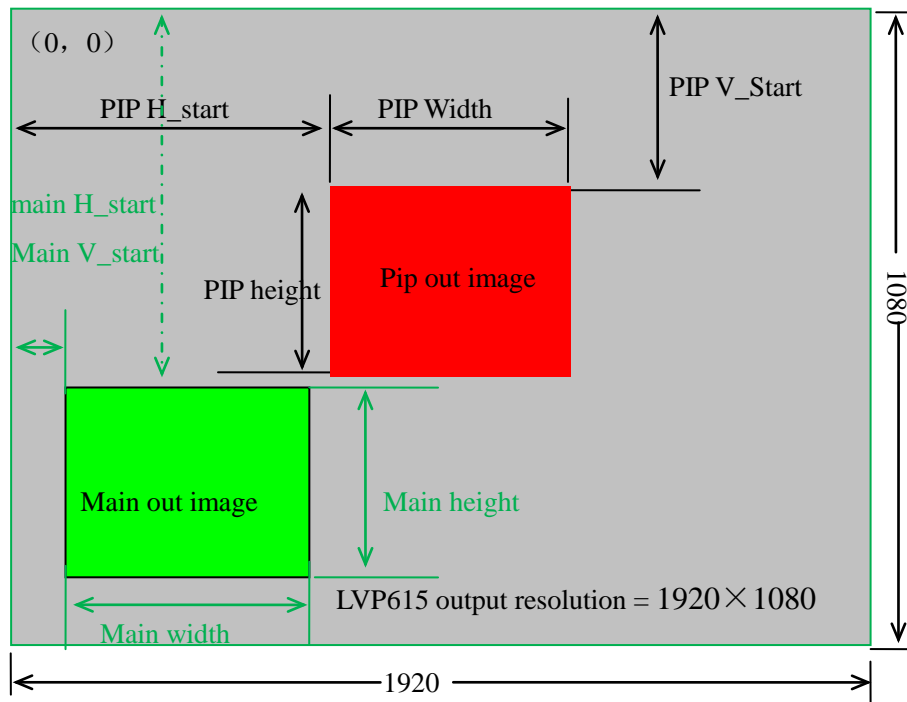 （0，0）
PIP H_start
PIP Width
PIP V_Start
main H_start
Main V_start
PIP height
Pip out image
1080
Main out image
Main height
LVP615 output resolution = 1920×1080
Main width
1920